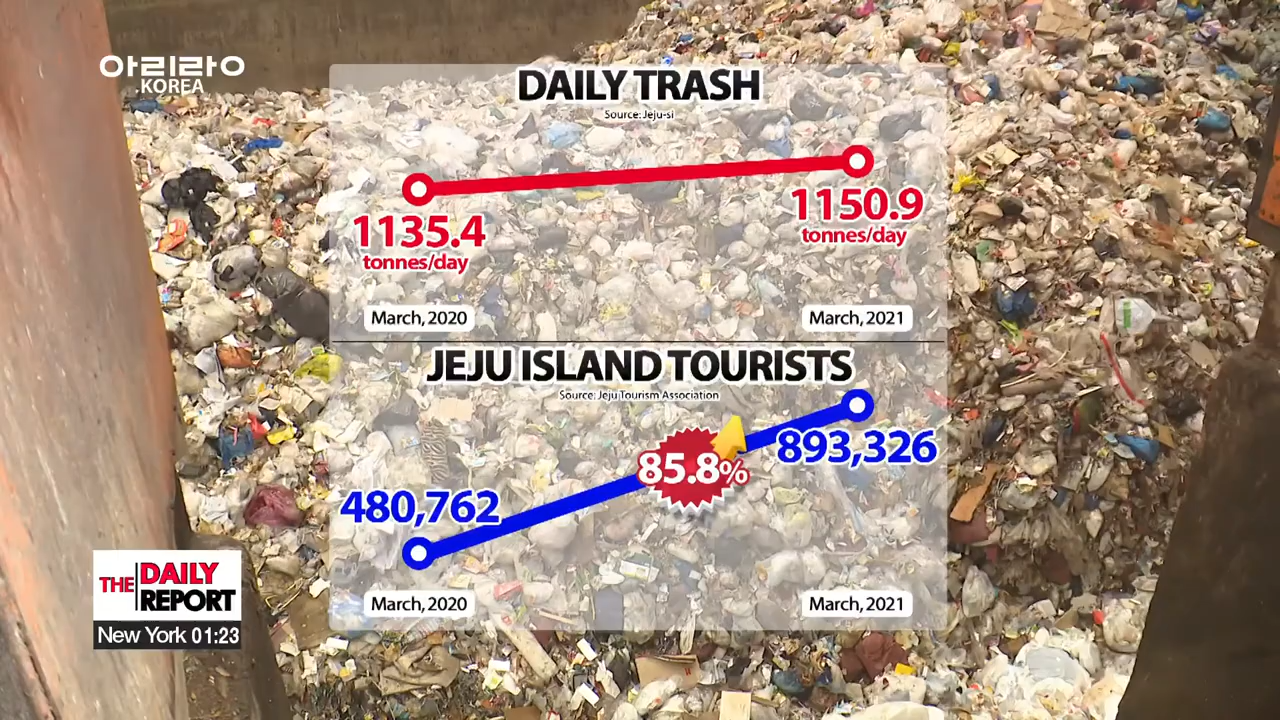 아리랑
KOREA
DAILY TRASH
Source: Jeju-si
1135.4
tonnes/day
1150.9
tonnes/day
March, 2020
March, 2021
JEJU ISLAND TOURISTS
Source: Jeju Tourism Association
480,762
85.8%
893,326
March, 2020
March, 2021
THE DAILY
REPORT
New York 01:23